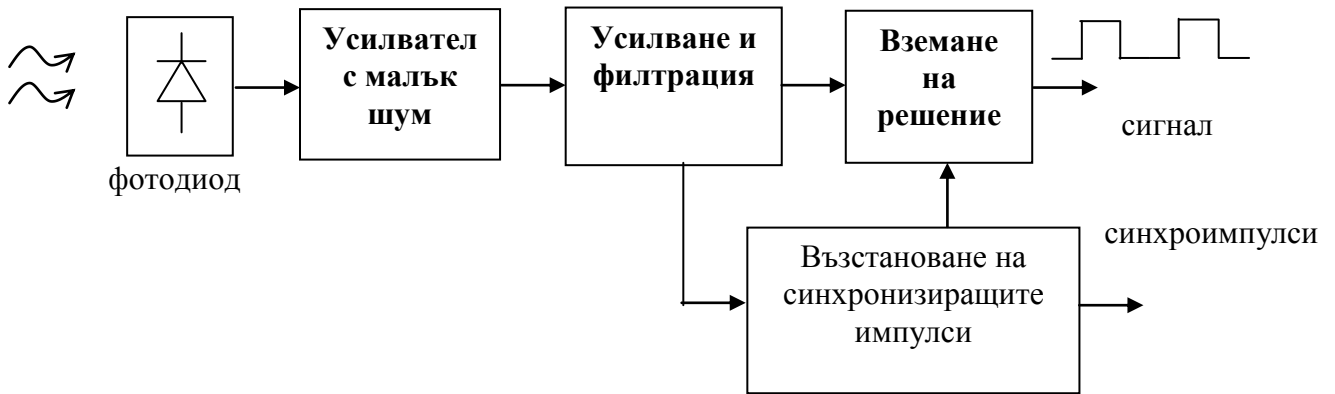 Усилвател
с малък
шум
Усилване и
филтрация
Вземане
на
решение
сигнал
фотодиод
синхроимпулси
Възстановане на
синхронизиращите
импулси